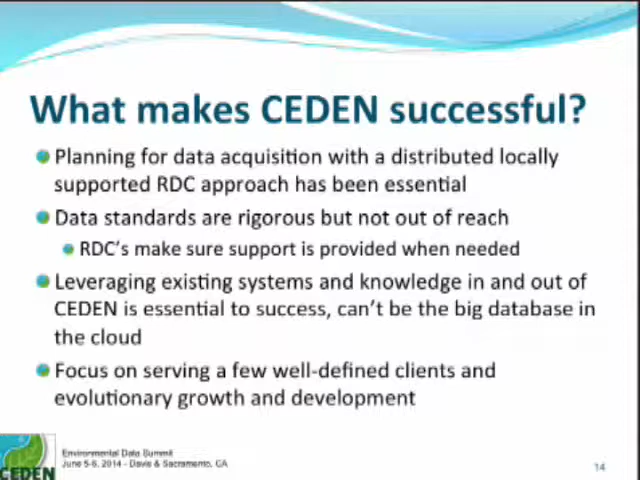 What makes CEDEN successful?
Planning for data acquisition with a distributed locally
supported RDC approach has been essential
Data standards are rigorous but not out of reach
RDC's make sure support is provided when needed
Leveraging existing systems and knowledge in and out of
CEDEN is essential to success, can't be the big database in
the cloud
Focus on serving a few well-defined clients and
evolutionary growth and development
Environmental Data Summit
June 5-6, 2014 - Davis & Sacramento, CA
CEDEN
14